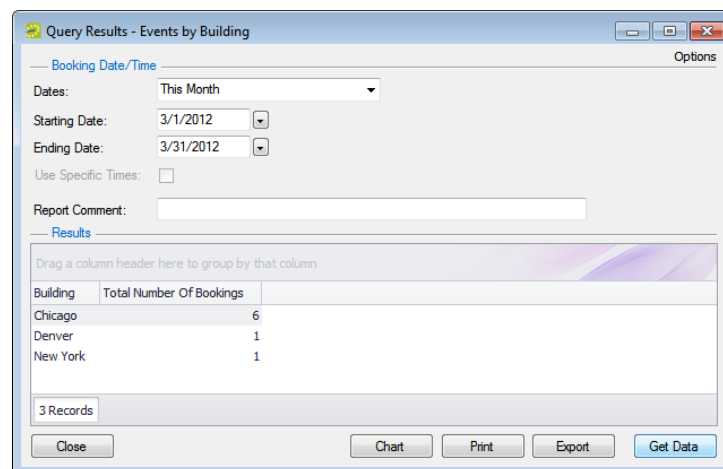 Query Results - Events by Building
Options
Booking Date/Time
Dates: This Month
Starting Date: 3/1/2012
Ending Date: 3/31/2012
Use Specific Times:
Report Comment:
Results
Drag a column header here to group by that column
Building Total Number Of Bookings
Chicago 6
Denver 1
New York 1
3 Records
Close Chart Print Export Get Data